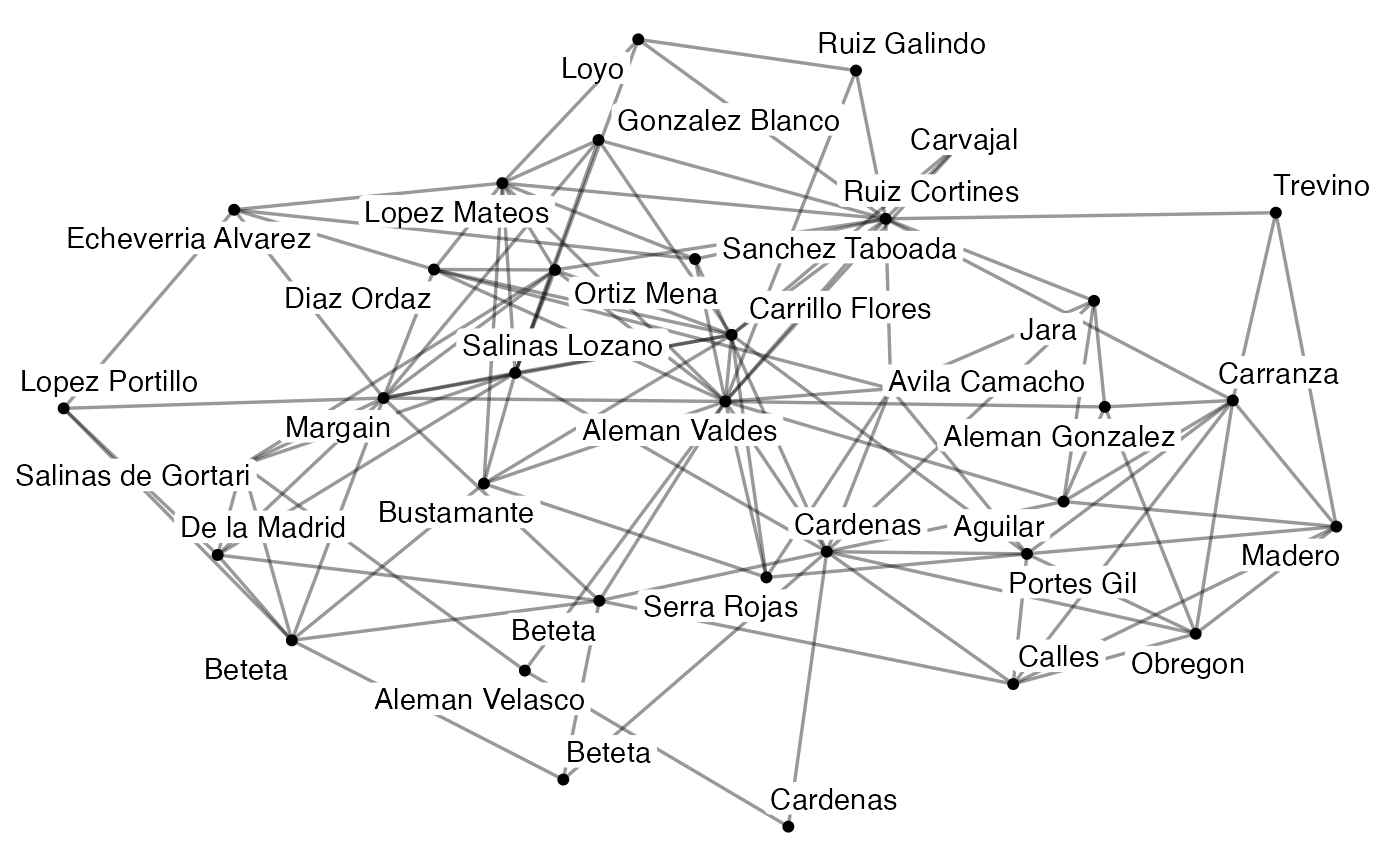 Ruiz Galindo
Loyo
Gonzalez Blanco
Carvajal
Trevino
Ruiz Cortines
Lopez Mateos
Echeverria Alvarez
Sanchez Taboada
Diaz Ordaz
Ortiz Mena
Carrillo Flores
Jara
Salinas Lozano
Lopez Portillo
Avila Camacho
Carranza
Margain
Aleman Valdes
Aleman Gonzalez
Salinas de Gortari
De la Madrid
Bustamante
Cardenas
Aguilar
Madero
Portes Gil
Serra Rojas
Beteta
Calles
Obregon
Beteta
Aleman Velasco
Beteta
Cardenas